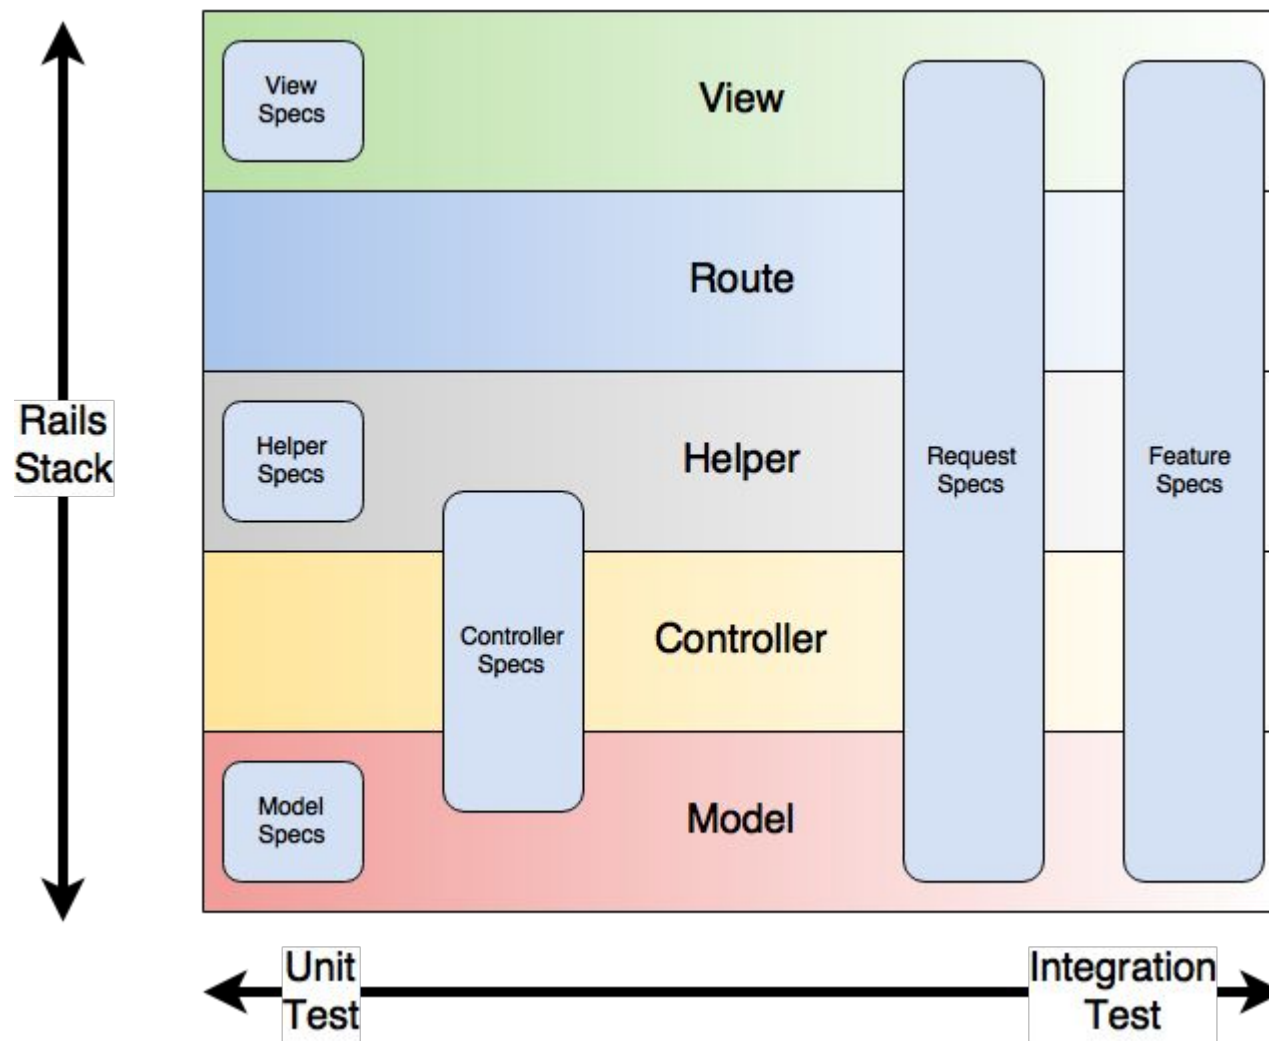 View
Specs
View
Route
Rails
Stack
Helper
Specs
Helper
Request
Specs
Feature
Specs
Controller
Specs
Controller
Model
Specs
Model
Unit
Test
Integration
Test